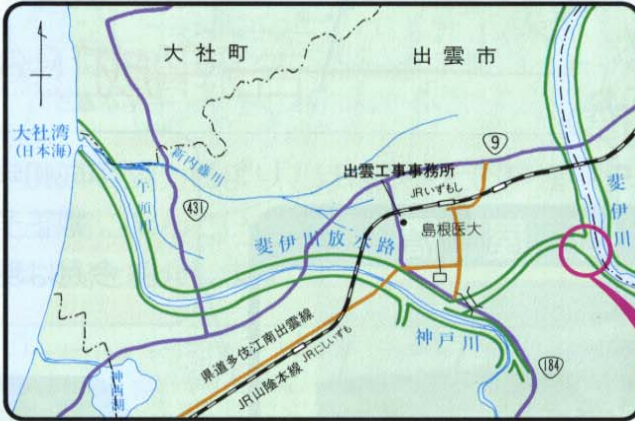 大社町
出雲市
大社湾
(日本海)
新内藤川
午頭川
431
9
出雲工事事務所
JRいずもし
島根医大
斐伊川
斐伊川放水路
県道多伎江南出雲線
JRにしいずも
JR山陰本線
神戸川
184
神西湖